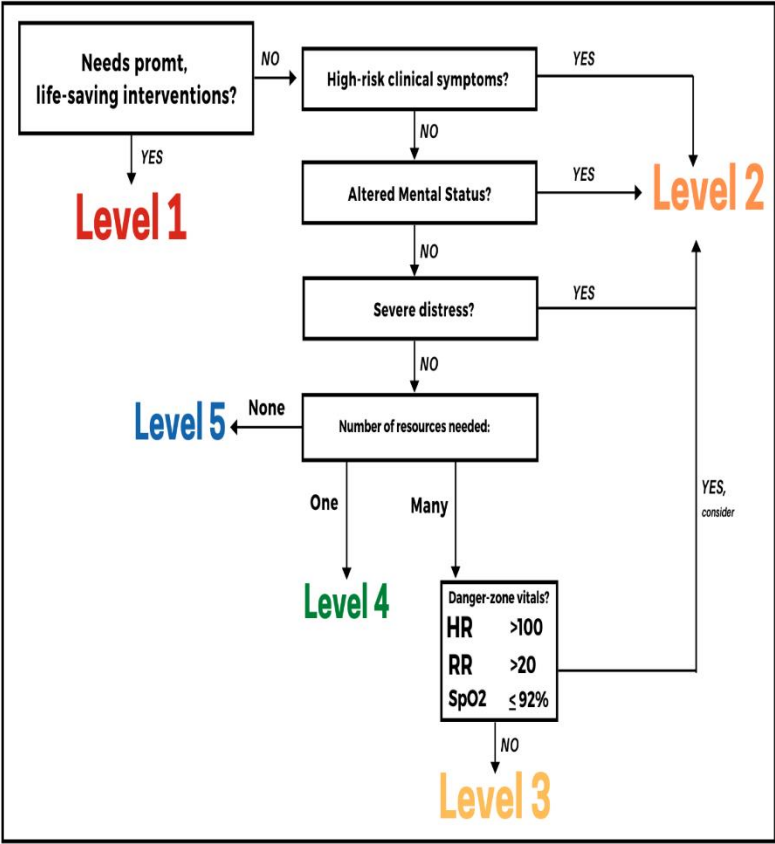 Needs promt,
life-saving interventions?
NO
High-risk clinical symptoms?
YES
YES
NO
Level 1
Altered Mental Status?
YES
Level 2
NO
Severe distress?
YES
NO
Level 5
None
Number of resources needed:
One
Many
YES,
consider
Level 4
Danger-zone vitals?
HR >100
RR >20
SpO2 ≤ 92%
NO
Level 3